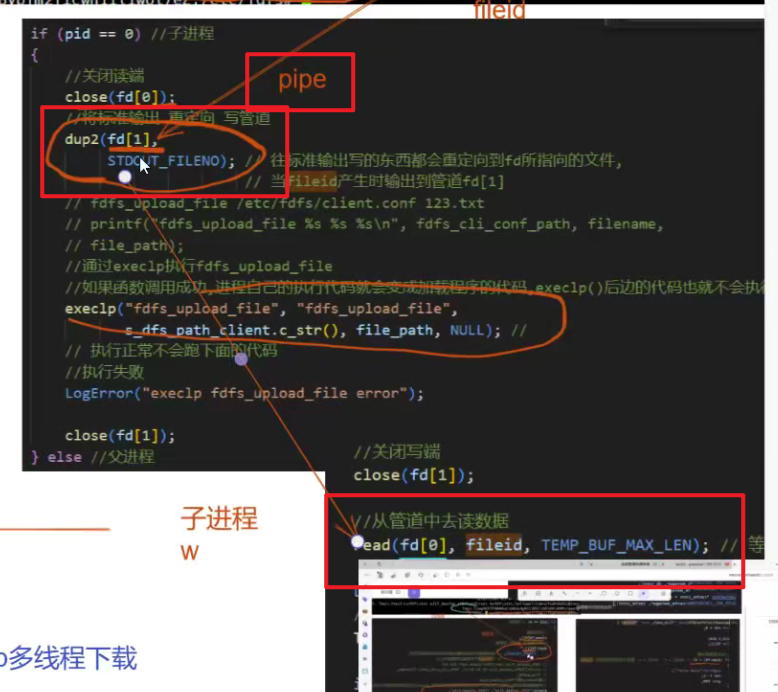 fileid
if (pid == 0) //子进程
{
//关闭读端
close(fd[0]);
pipe
//将标准输出 重定向 写管道
dup2(fd[1],
STDOUT_FILENO); // 往标准输出写的东西都会重定向到fd所指向的文件,
// 当fileid产生时输出到管道fd[1]
// fdfs_upload_file /etc/fdfs/client.conf 123.txt
// printf("fdfs_upload_file %s %s %s\n", fdfs_cli_conf_path, filename,
// file_path);
//通过execlp执行fdfs_upload_file
//如果函数调用成功,进程自己的执行代码就会变成加载程序的代码,execlp()后边的代码也就不会执行
execlp("fdfs_upload_file", "fdfs_upload_file",
s_dfs_path_client.c_str(), file_path, NULL); //
// 执行正常不会跑下面的代码
//执行失败
LogError("execlp fdfs_upload_file error");
close(fd[1]);
} else //父进程
//关闭写端
close(fd[1]);
//从管道中去读数据
read(fd[0], fileid, TEMP_BUF_MAX_LEN); // 等
子进程
w
多线程下载